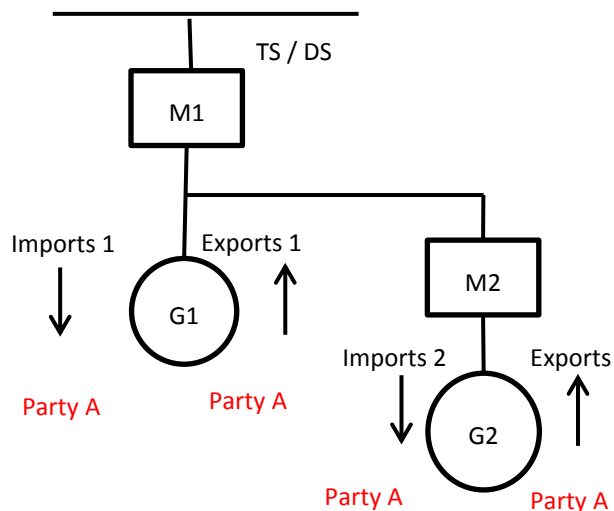 TS / DS
M1
Imports 1
Exports 1
G1
M2
Party A
Party A
Imports 2
Exports
G2
Party A
Party A